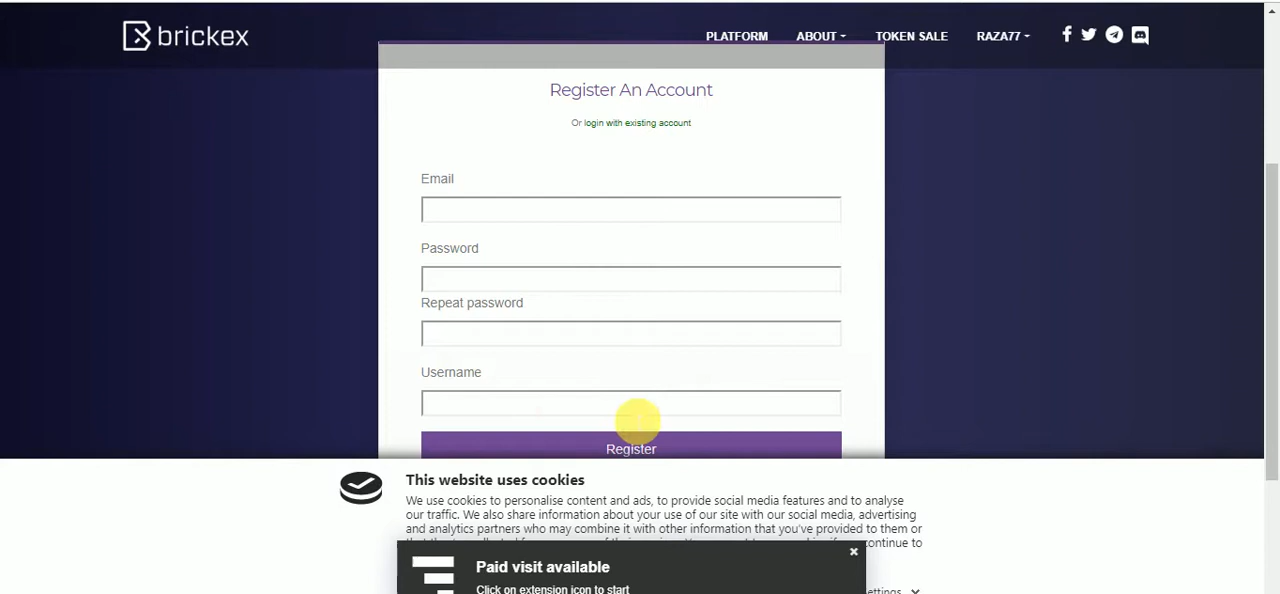 brickex
PLATFORM ABOUT TOKEN SALE RAZA77
Register An Account
Or login with existing account
Email
Password
Repeat password
Username
Register
This website uses cookies
We use cookies to personalise content and ads, to provide social media features and to analyse
our traffic. We also share information about your use of our site with our social media, advertising
and analytics partners who may combine it with other information that you've provided to them or
continue to
Paid visit available
Click on extension icon to start